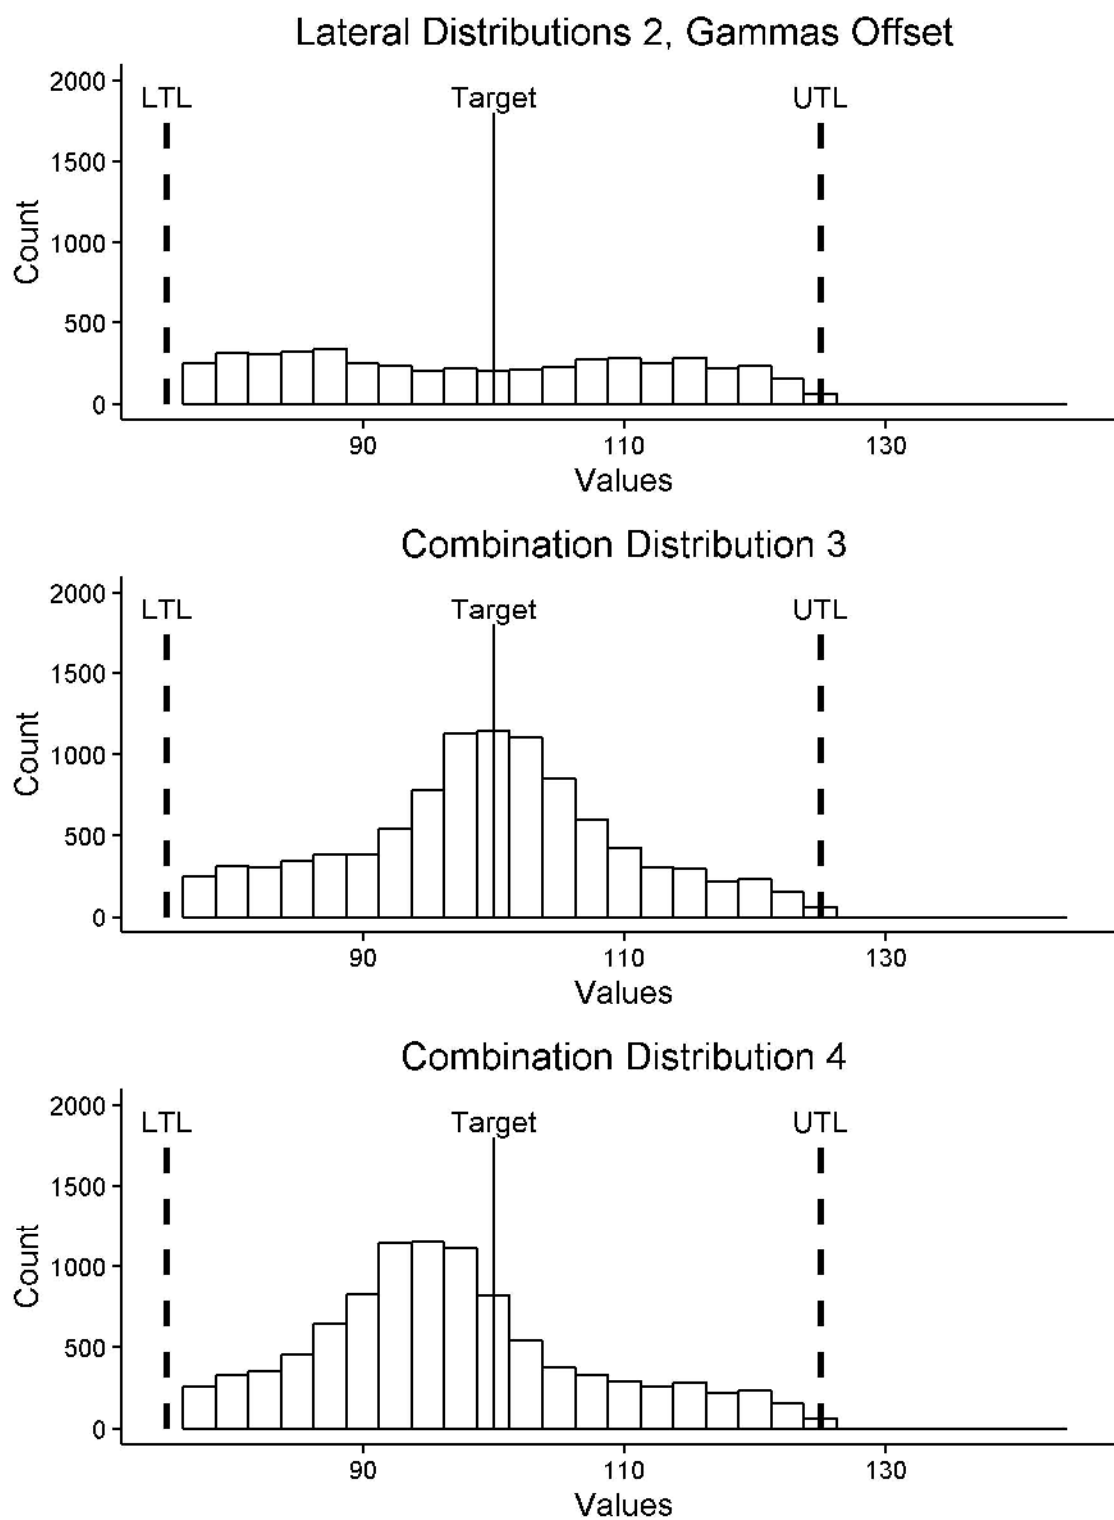 Lateral Distributions 2, Gammas Offset
2000
LTL Target UTL
1500
Count
1000
500
0
90 110 130
Values
Combination Distribution 3
2000
LTL Target UTL
1500
Count
1000
500
0
90 110 130
Values
Combination Distribution 4
2000
LTL Target UTL
1500
Count
1000
500
0
90 110 130
Values